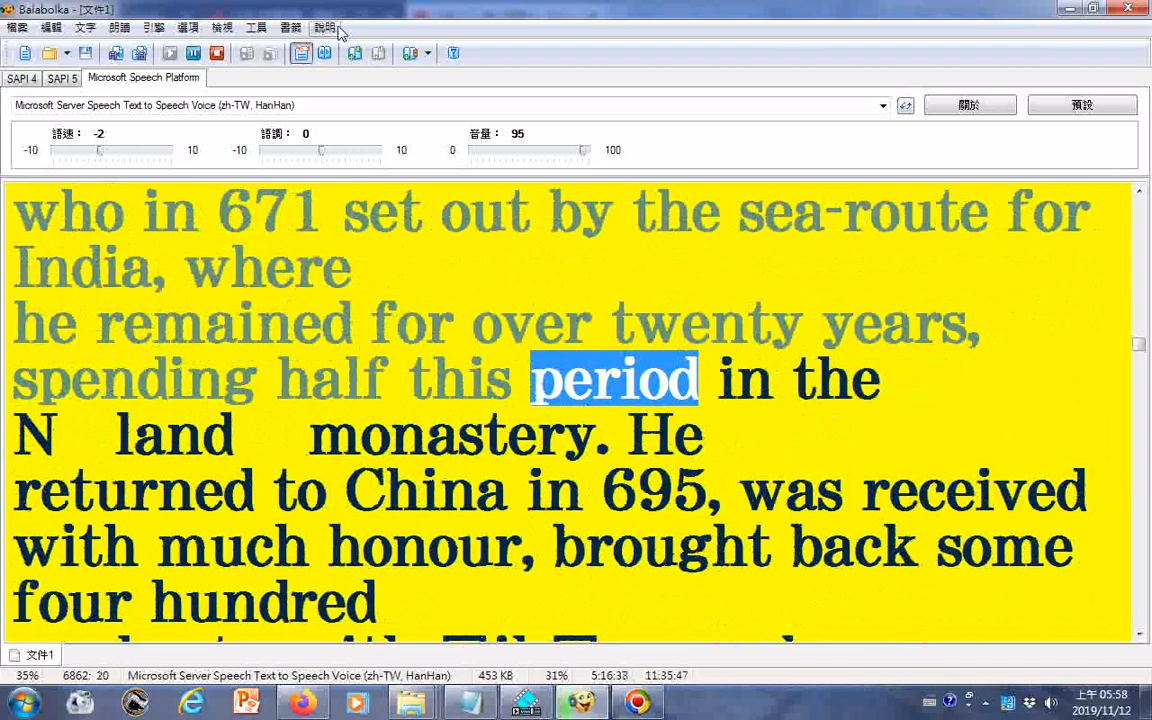 Balabolka - [文件1]
檔案 編輯 文字 朗讀 引擎 選項 檢視 工具 書籤 說明
SAPI 4 SAPI 5 Microsoft Speech Platform
Microsoft Server Speech Text to Speech Voice (zh-TW, HanHan) 關於 預設
語速： -2 語調： 0 音量： 95
-10 10 -10 10 0 100
who in 671 set out by the sea-route for
India, where
he remained for over twenty years,
spending half this period in the
N land monastery. He
returned to China in 695, was received
with much honour, brought back some
four hundred
文件1
35% 6862: 20 Microsoft Server Speech Text to Speech Voice (zh-TW, HanHan) 453 KB 31% 5:16:33 11:35:47
上午 05:58
2019/11/12